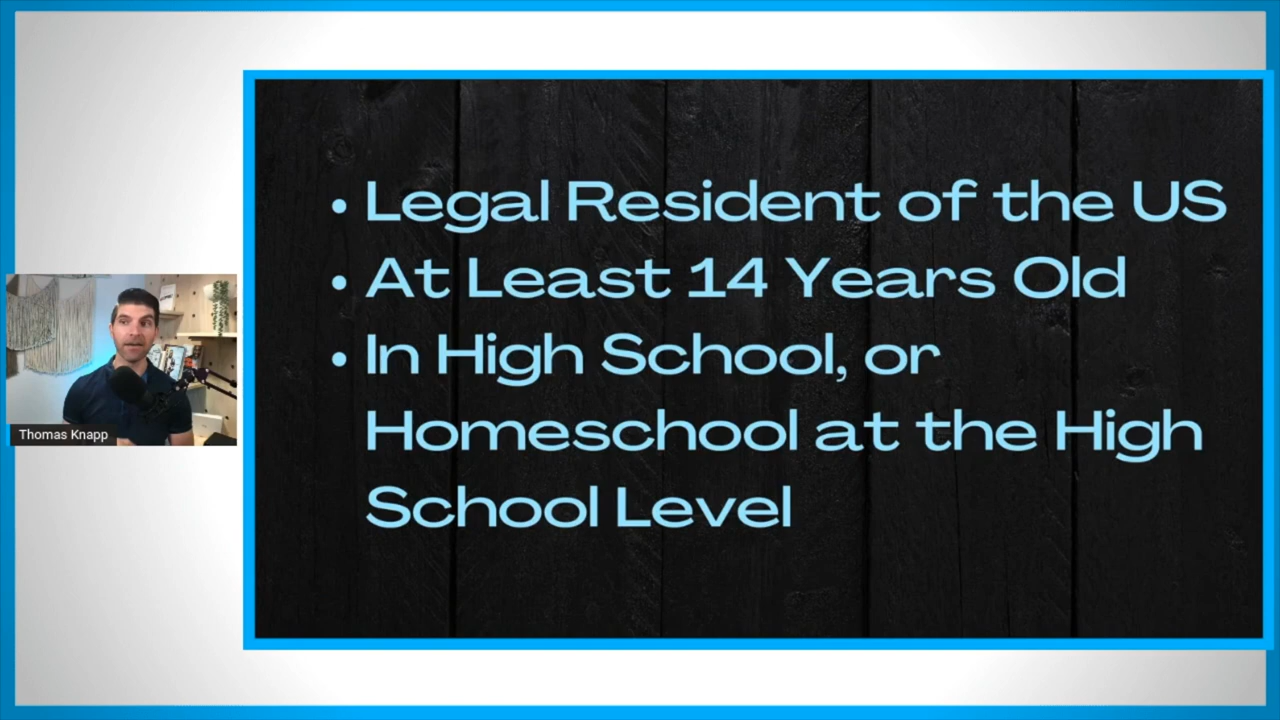 • Legal Resident of the US
• At Least 14 Years Old
• In High School, or
Homeschool at the High
School Level
Thomas Knapp